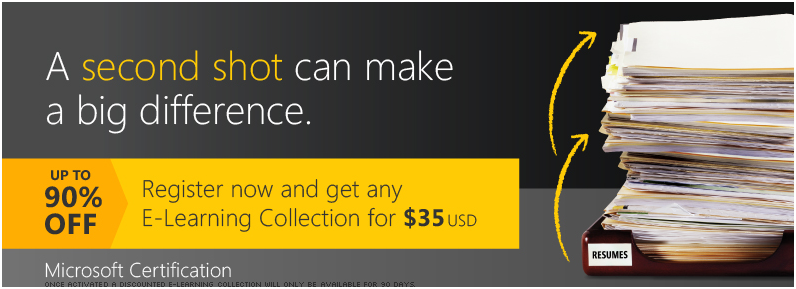 A second shot can make
a big difference.
UP TO
90%
OFF
Register now and get any
E-Learning Collection for $35 USD
RESUMES
Microsoft Certification
ONCE ACTIVATED A DISCOUNTED E-LEARNING COLLECTION WILL ONLY BE AVAILABLE FOR 90 DAYS.